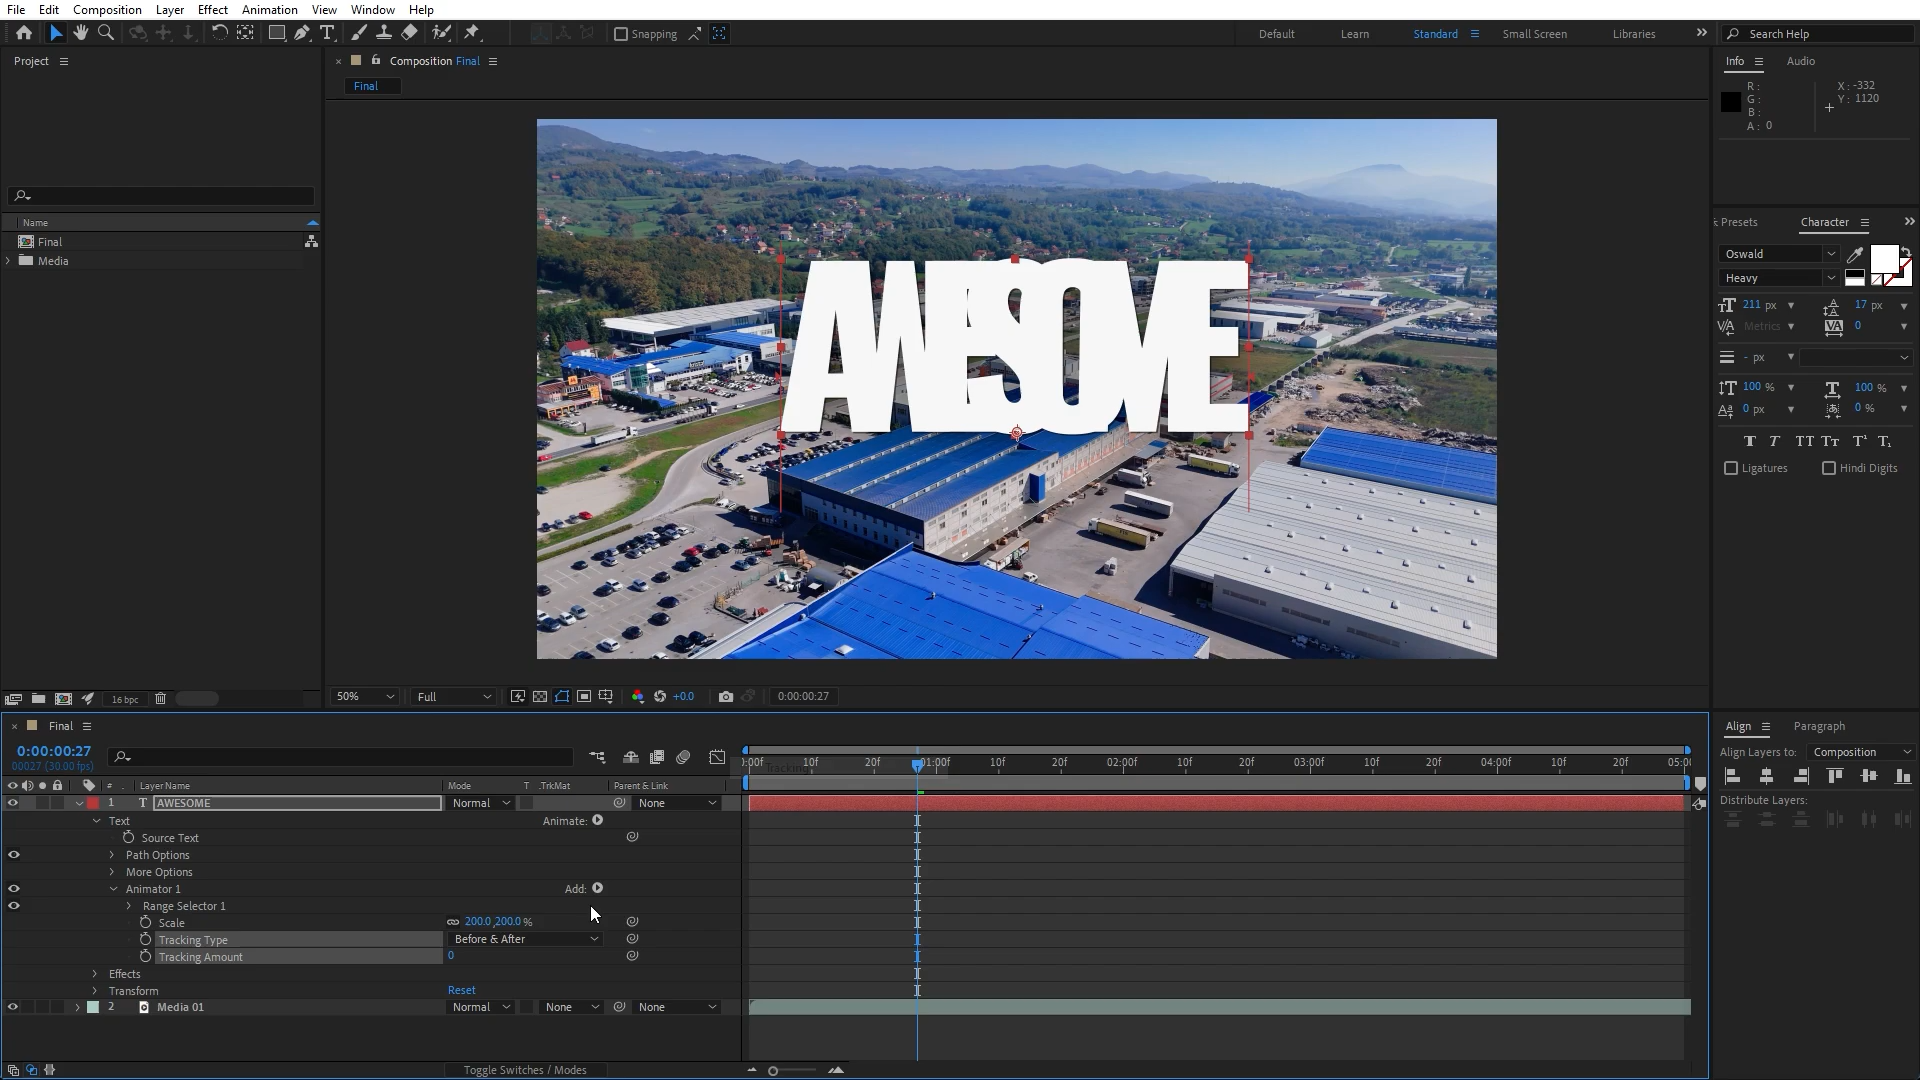 File Edit Composition Layer Effect Animation View Window Help
Snapping
Default Learn Standard Small Screen Libraries Search Help
Project
Composition Final
Final
Info Audio
R :
G :
B :
A : 0
X : -332
Y : 1120
Name
Final
Media
AWESOME
Presets Character
Oswald
Heavy
211 px 17 px
Metrics 0
- px
100 % 100 %
0 px 0 %
Ligatures Hindi Digits
16 bpc
50% Full +0.0 0:00:00:27
Final
0:00:00:27
00027 (30.00 fps)
:00f 10f 20f 01:00f 10f 20f 02:00f 10f 20f 03:00f 10f 20f 04:00f 10f 20f 05:00
Tracking
# Layer Name Mode T .TrkMat Parent & Link
1 T AWESOME Normal None
Text Animate:
Source Text
Path Options
More Options
Animator 1 Add:
Range Selector 1
Scale 200.0,200.0 %
Tracking Type Before & After
Tracking Amount 0
Effects
Transform Reset
2 Media 01 Normal None None
Toggle Switches / Modes
Align Paragraph
Align Layers to: Composition
Distribute Layers: